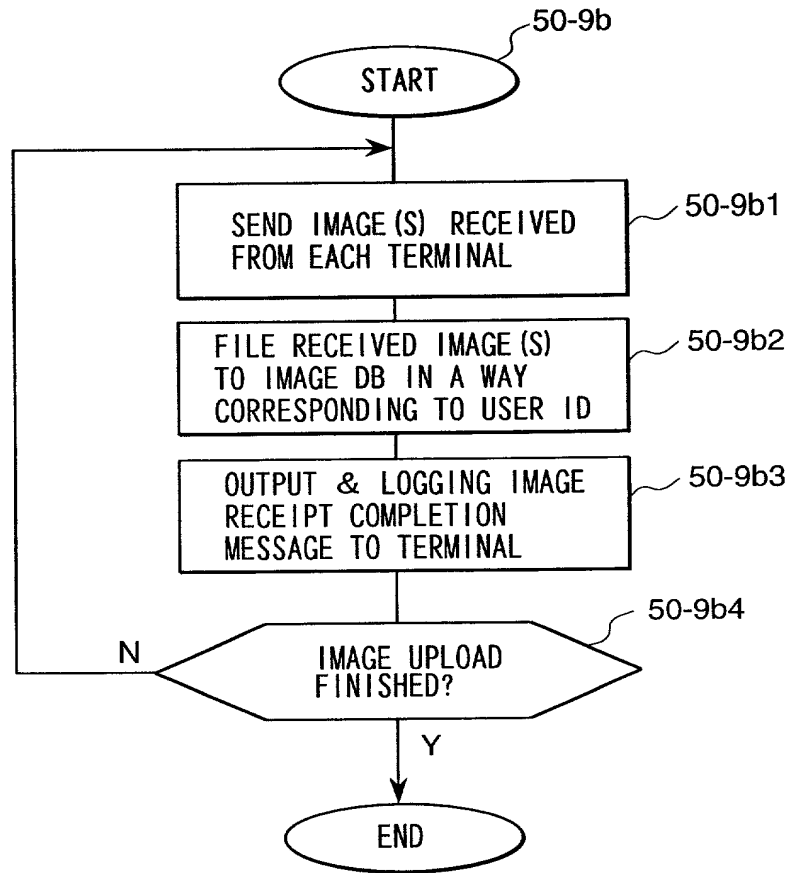 50-9b
START
50-9b1
SEND IMAGE(S) RECEIVED
FROM EACH TERMINAL
50-9b2
FILE RECEIVED IMAGE(S)
TO IMAGE DB IN A WAY
CORRESPONDING TO USER ID
50-9b3
OUTPUT & LOGGING IMAGE
RECEIPT COMPLETION
MESSAGE TO TERMINAL
50-9b4
N
IMAGE UPLOAD
FINISHED?
Y
END